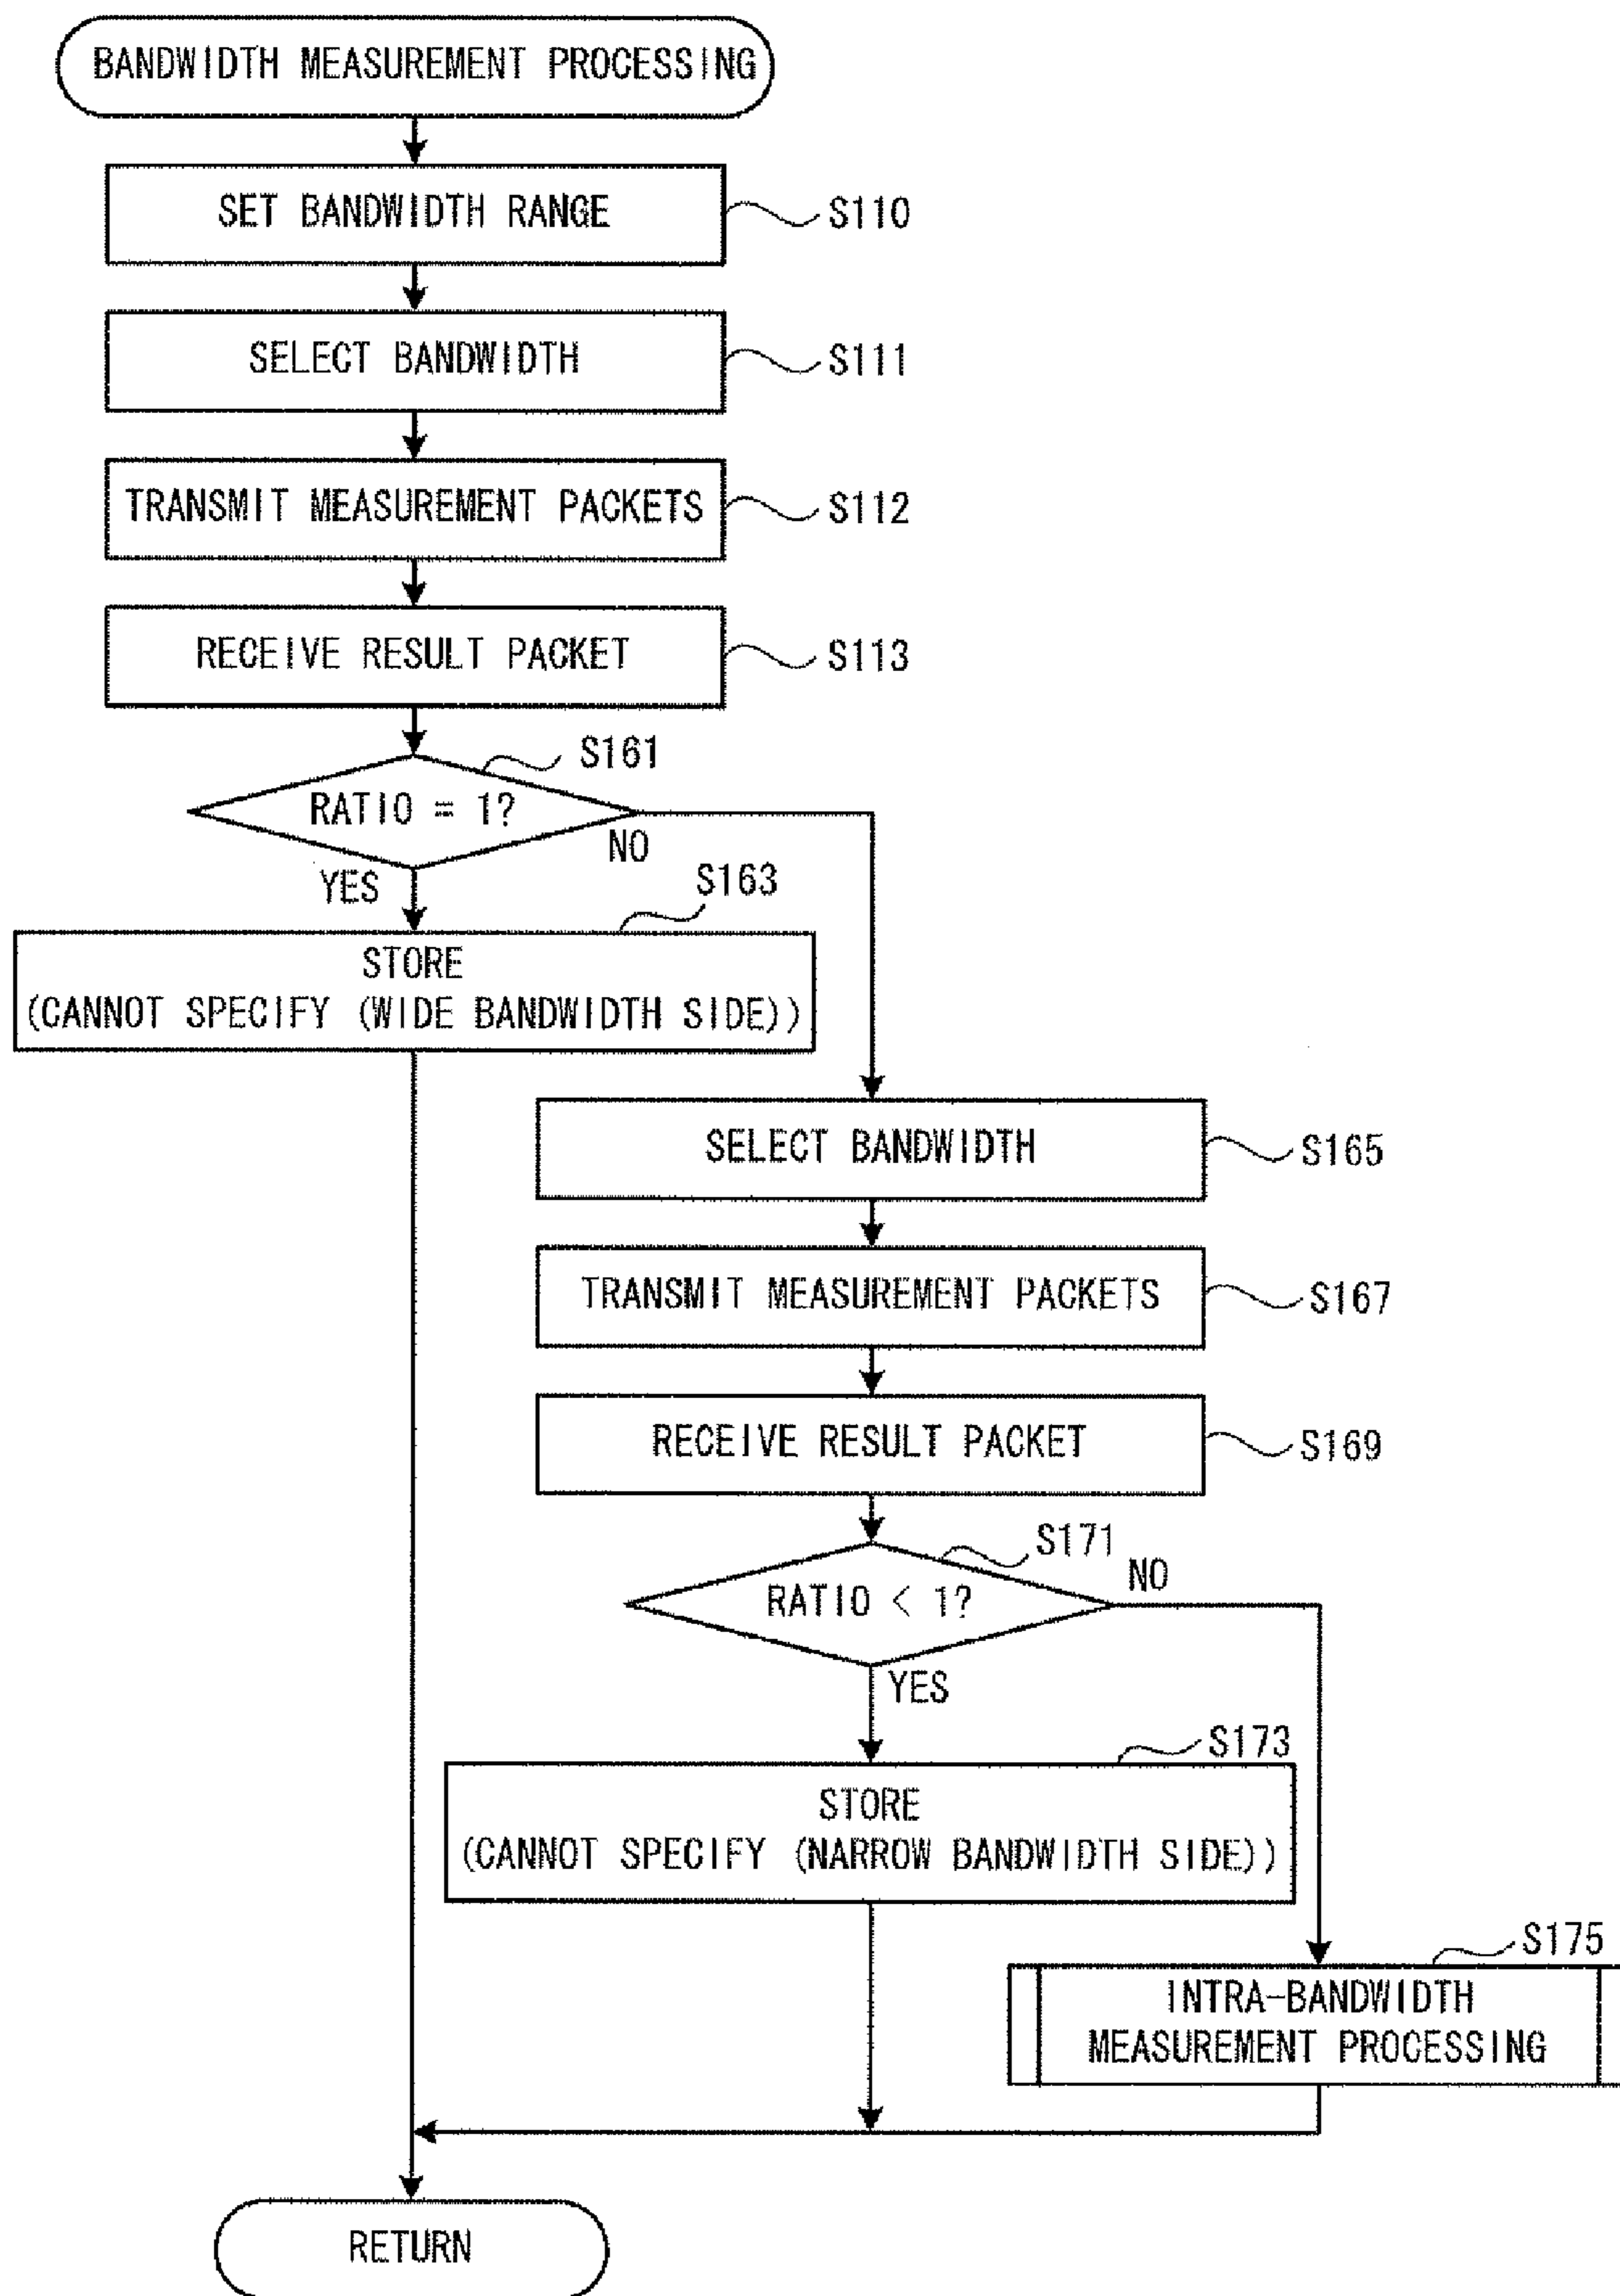 BANDWIDTH MEASUREMENT PROCESSING
SET BANDWIDTH RANGE
S110
SELECT BANDWIDTH
S111
TRANSMIT MEASUREMENT PACKETS
S112
RECEIVE RESULT PACKET
S113
S161
RATIO = 1?
NO
YES
S163
STORE
(CANNOT SPECIFY (WIDE BANDWIDTH SIDE))
SELECT BANDWIDTH
S165
TRANSMIT MEASUREMENT PACKETS
S167
RECEIVE RESULT PACKET
S169
S171
NO
RATIO < 1?
YES
S173
STORE
(CANNOT SPECIFY (NARROW BANDWIDTH SIDE))
S175
INTRA-BANDWIDTH
MEASUREMENT PROCESSING
RETURN